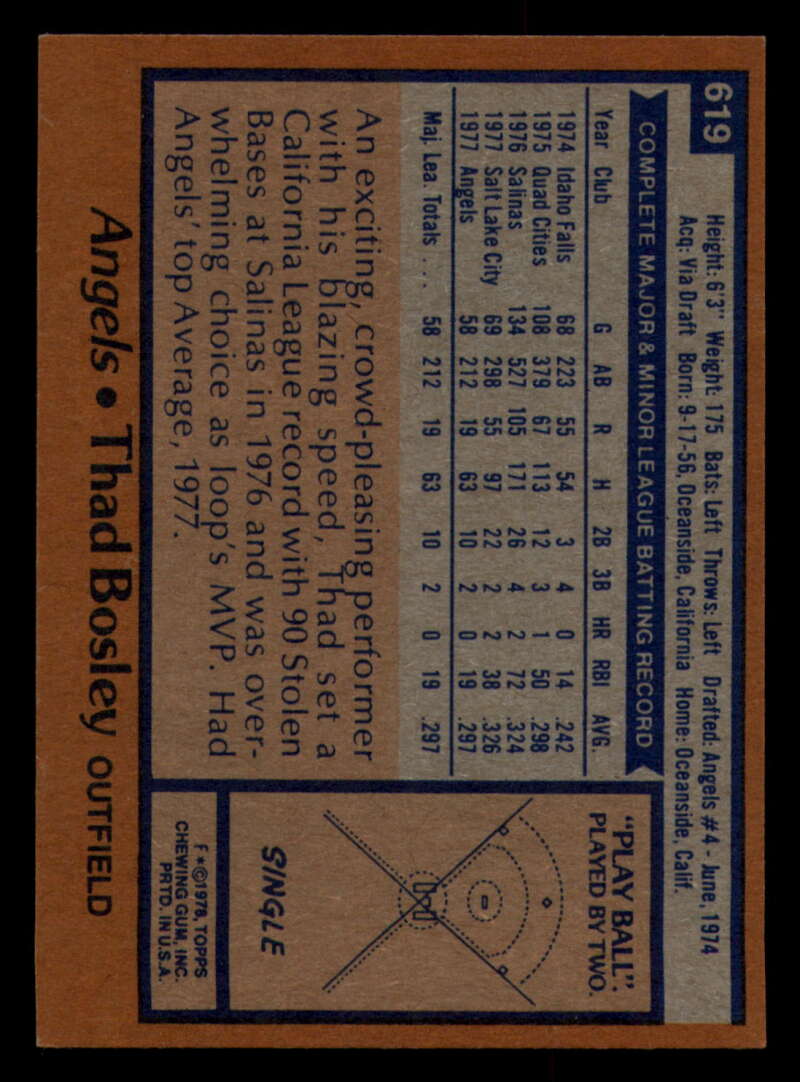 619
Height: 6'3" Weight: 175 Bats: Left Throws: Left Drafted: Angels #4 - June, 1974
Acq: Via Draft Born: 9-17-56, Oceanside, California Home: Oceanside, Calif.
COMPLETE MAJOR & MINOR LEAGUE BATTING RECORD
Year Club G AB R H 2B 3B HR RBI AVG.
1974 Idaho Falls 68 223 55 54 3 4 0 14 .242
1975 Quad Cities 108 379 67 113 12 3 1 50 .298
1976 Salinas 134 527 105 171 26 4 2 72 .324
1977 Salt Lake City 69 298 55 97 22 2 2 38 .326
1977 Angels 58 212 19 63 10 2 0 19 .297
Maj. Lea. Totals . . . 58 212 19 63 10 2 0 19 .297
An exciting, crowd-pleasing performer
with his blazing speed, Thad set a
California League record with 90 Stolen
Bases at Salinas in 1976 and was over-
whelming choice as loop's MVP. Had
Angels' top Average, 1977.
"PLAY BALL".
PLAYED BY TWO.
SINGLE
f *©1978, TOPPS
CHEWING GUM, INC.
PRTD. IN U.S.A.
Angels • Thad Bosley OUTFIELD